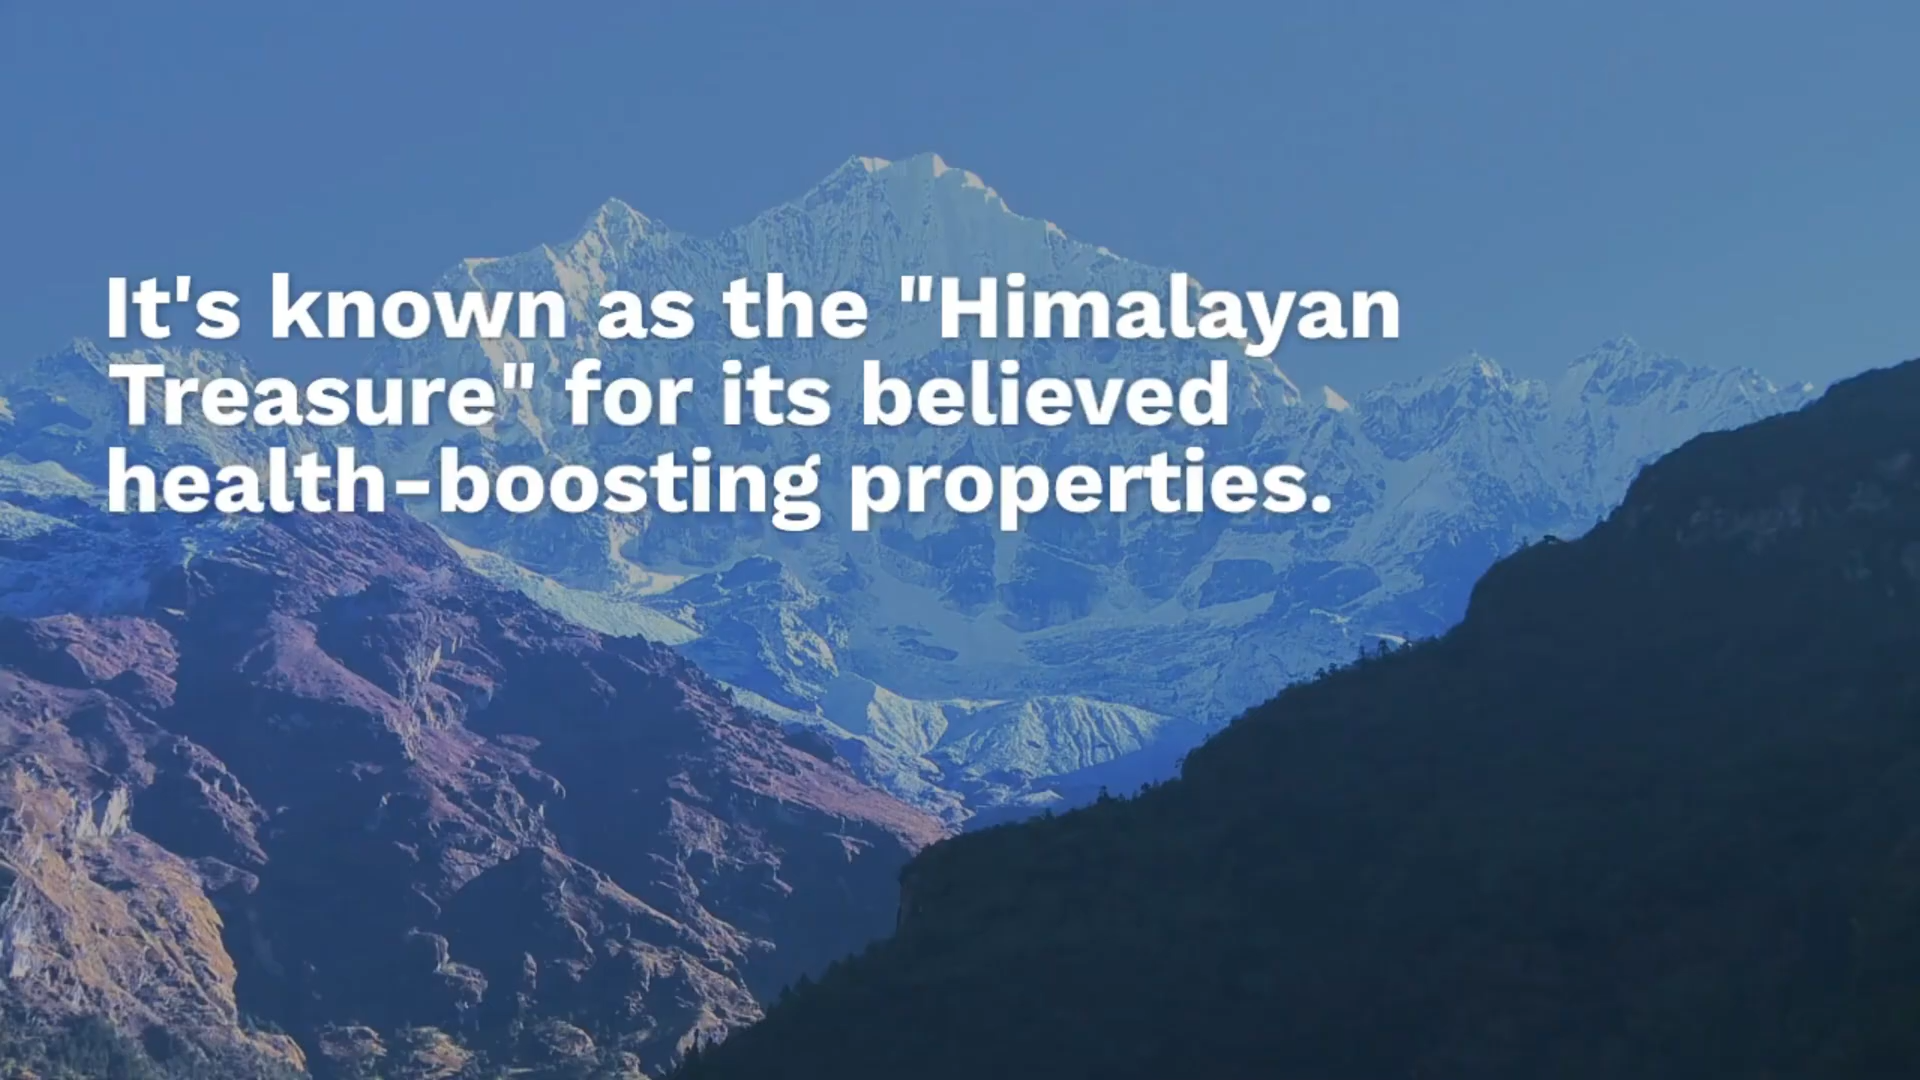 It's known as the "Himalayan
Treasure" for its believed
health-boosting properties.